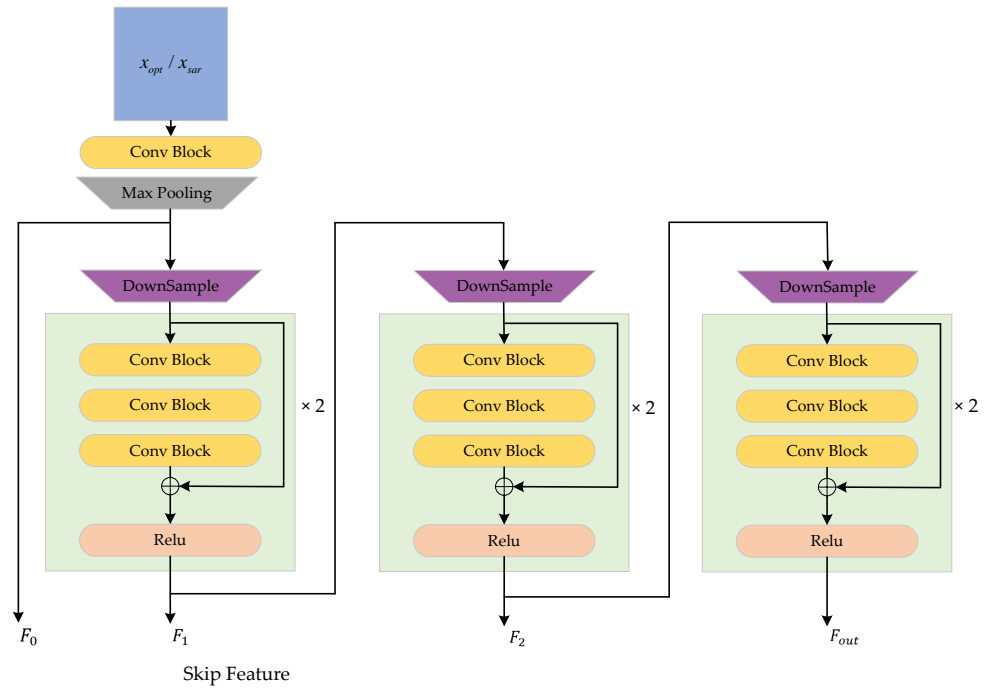 x_opt / x_sar
Conv Block
Max Pooling
DownSample
DownSample
DownSample
Conv Block
Conv Block
Conv Block
× 2
Relu
Conv Block
Conv Block
Conv Block
× 2
Relu
Conv Block
Conv Block
Conv Block
× 2
Relu
F_0
F_1
F_2
F_out
Skip Feature